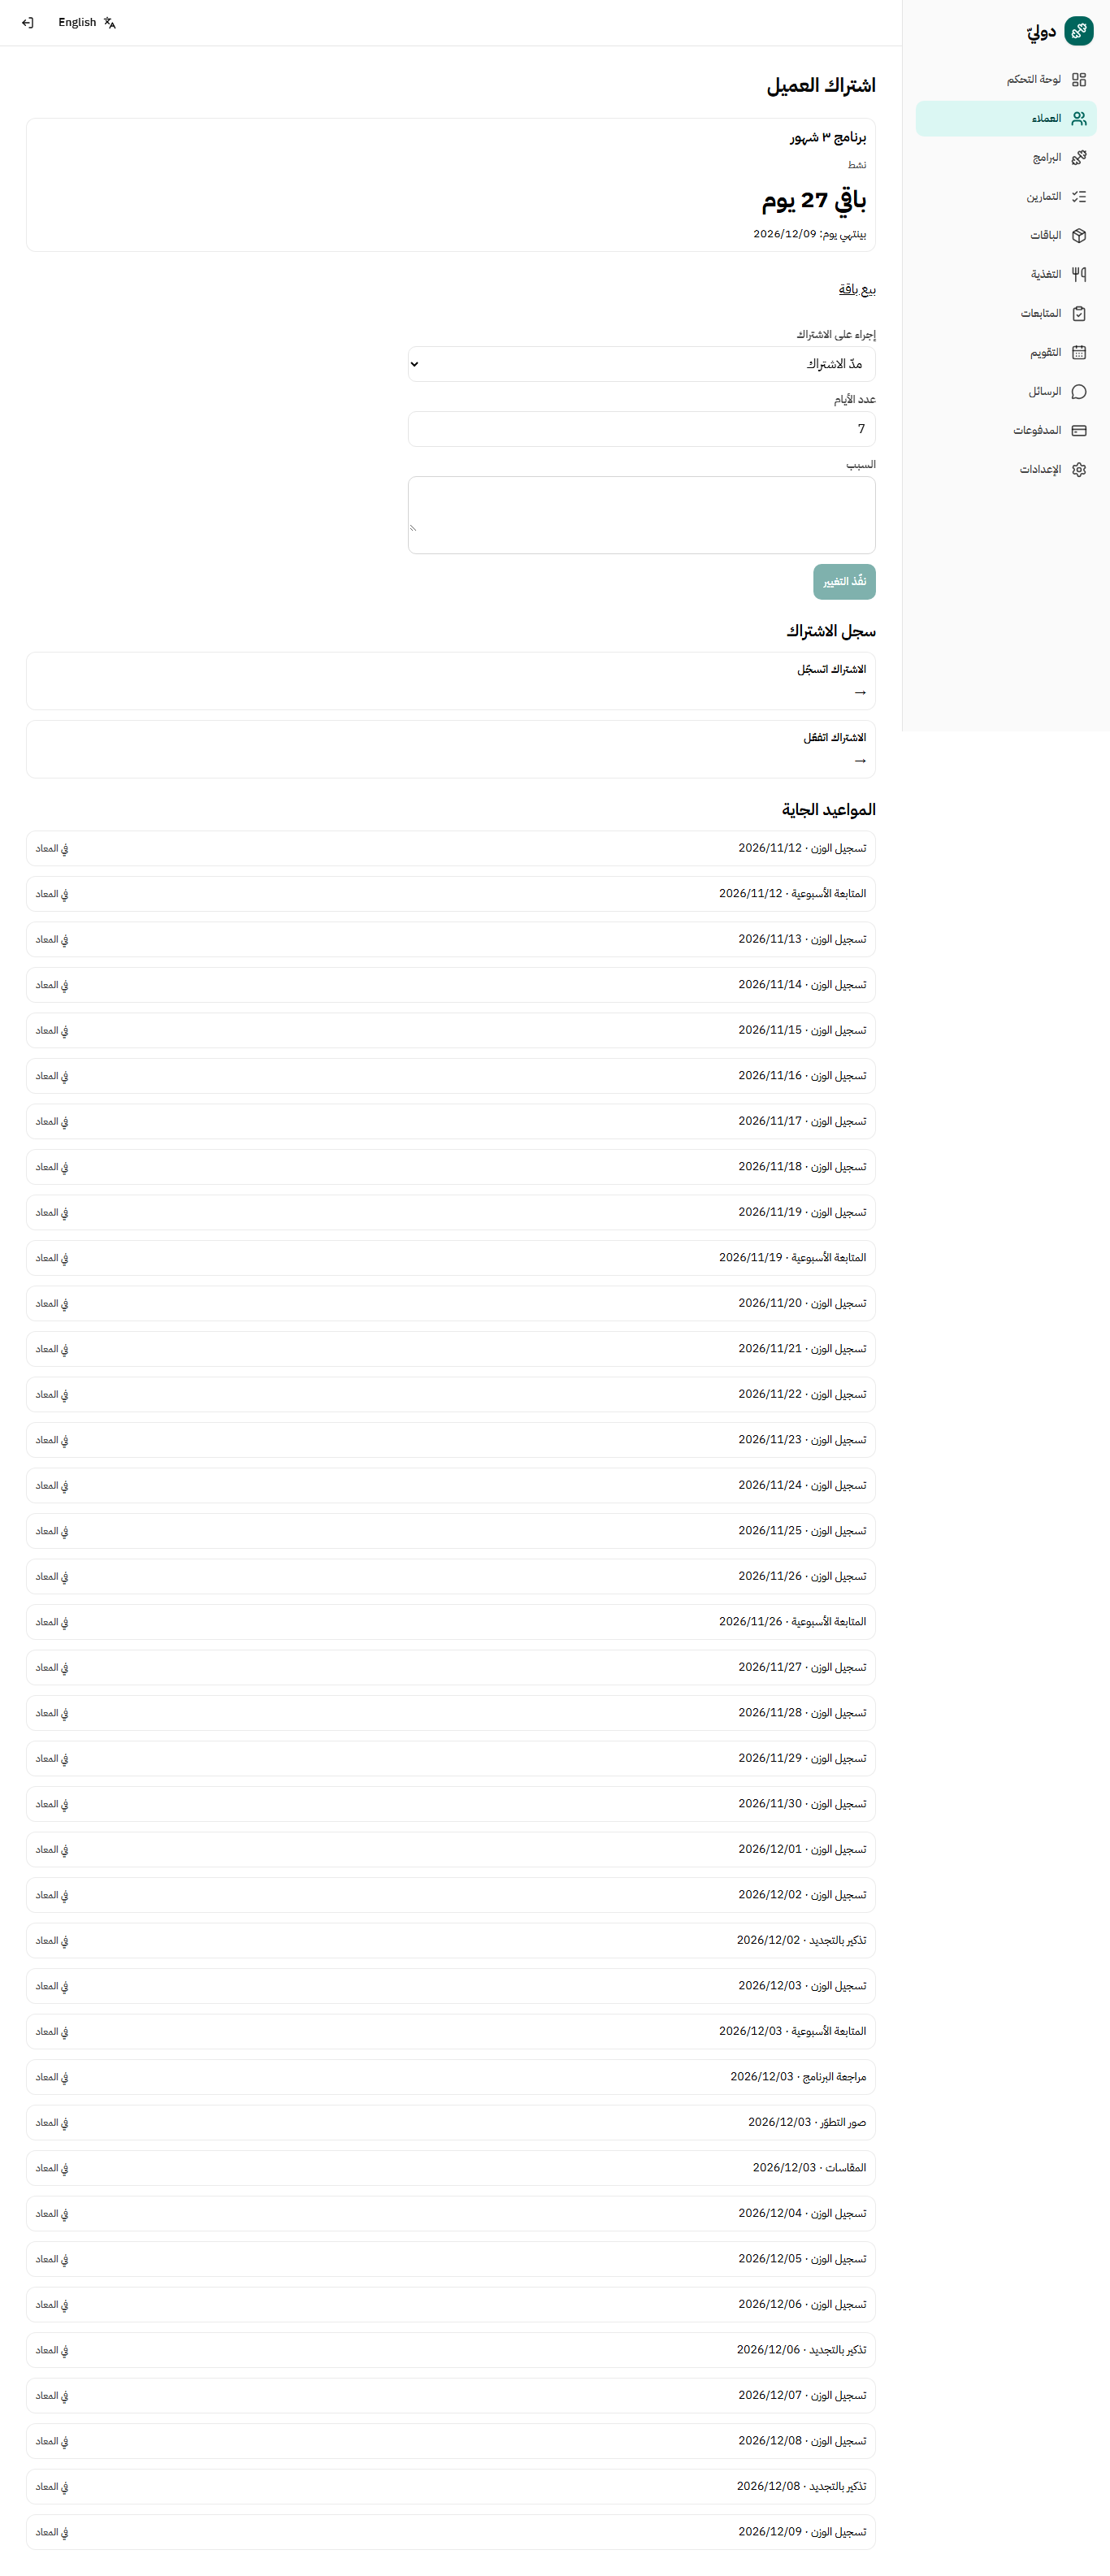 دوليّ
لوحة التحكم
العملاء
البرامج
التمارين
الباقات
التغذية
المتابعات
التقويم
الرسائل
المدفوعات
الإعدادات
English
اشتراك العميل
برنامج ٣ شهور
نشط
باقي 27 يوم
بينتهي يوم: 2026/12/09
بيع باقة
إجراء على الاشتراك
مدّ الاشتراك
عدد الأيام
7
السبب
نفّذ التغيير
سجل الاشتراك
الاشتراك اتسجّل
→
الاشتراك اتفعّل
→
المواعيد الجاية
تسجيل الوزن · 2026/11/12 في المعاد
المتابعة الأسبوعية · 2026/11/12 في المعاد
تسجيل الوزن · 2026/11/13 في المعاد
تسجيل الوزن · 2026/11/14 في المعاد
تسجيل الوزن · 2026/11/15 في المعاد
تسجيل الوزن · 2026/11/16 في المعاد
تسجيل الوزن · 2026/11/17 في المعاد
تسجيل الوزن · 2026/11/18 في المعاد
تسجيل الوزن · 2026/11/19 في المعاد
المتابعة الأسبوعية · 2026/11/19 في المعاد
تسجيل الوزن · 2026/11/20 في المعاد
تسجيل الوزن · 2026/11/21 في المعاد
تسجيل الوزن · 2026/11/22 في المعاد
تسجيل الوزن · 2026/11/23 في المعاد
تسجيل الوزن · 2026/11/24 في المعاد
تسجيل الوزن · 2026/11/25 في المعاد
تسجيل الوزن · 2026/11/26 في المعاد
المتابعة الأسبوعية · 2026/11/26 في المعاد
تسجيل الوزن · 2026/11/27 في المعاد
تسجيل الوزن · 2026/11/28 في المعاد
تسجيل الوزن · 2026/11/29 في المعاد
تسجيل الوزن · 2026/11/30 في المعاد
تسجيل الوزن · 2026/12/01 في المعاد
تسجيل الوزن · 2026/12/02 في المعاد
تذكير بالتجديد · 2026/12/02 في المعاد
تسجيل الوزن · 2026/12/03 في المعاد
المتابعة الأسبوعية · 2026/12/03 في المعاد
مراجعة البرنامج · 2026/12/03 في المعاد
صور التطوّر · 2026/12/03 في المعاد
المقاسات · 2026/12/03 في المعاد
تسجيل الوزن · 2026/12/04 في المعاد
تسجيل الوزن · 2026/12/05 في المعاد
تسجيل الوزن · 2026/12/06 في المعاد
تذكير بالتجديد · 2026/12/06 في المعاد
تسجيل الوزن · 2026/12/07 في المعاد
تسجيل الوزن · 2026/12/08 في المعاد
تذكير بالتجديد · 2026/12/08 في المعاد
تسجيل الوزن · 2026/12/09 في المعاد